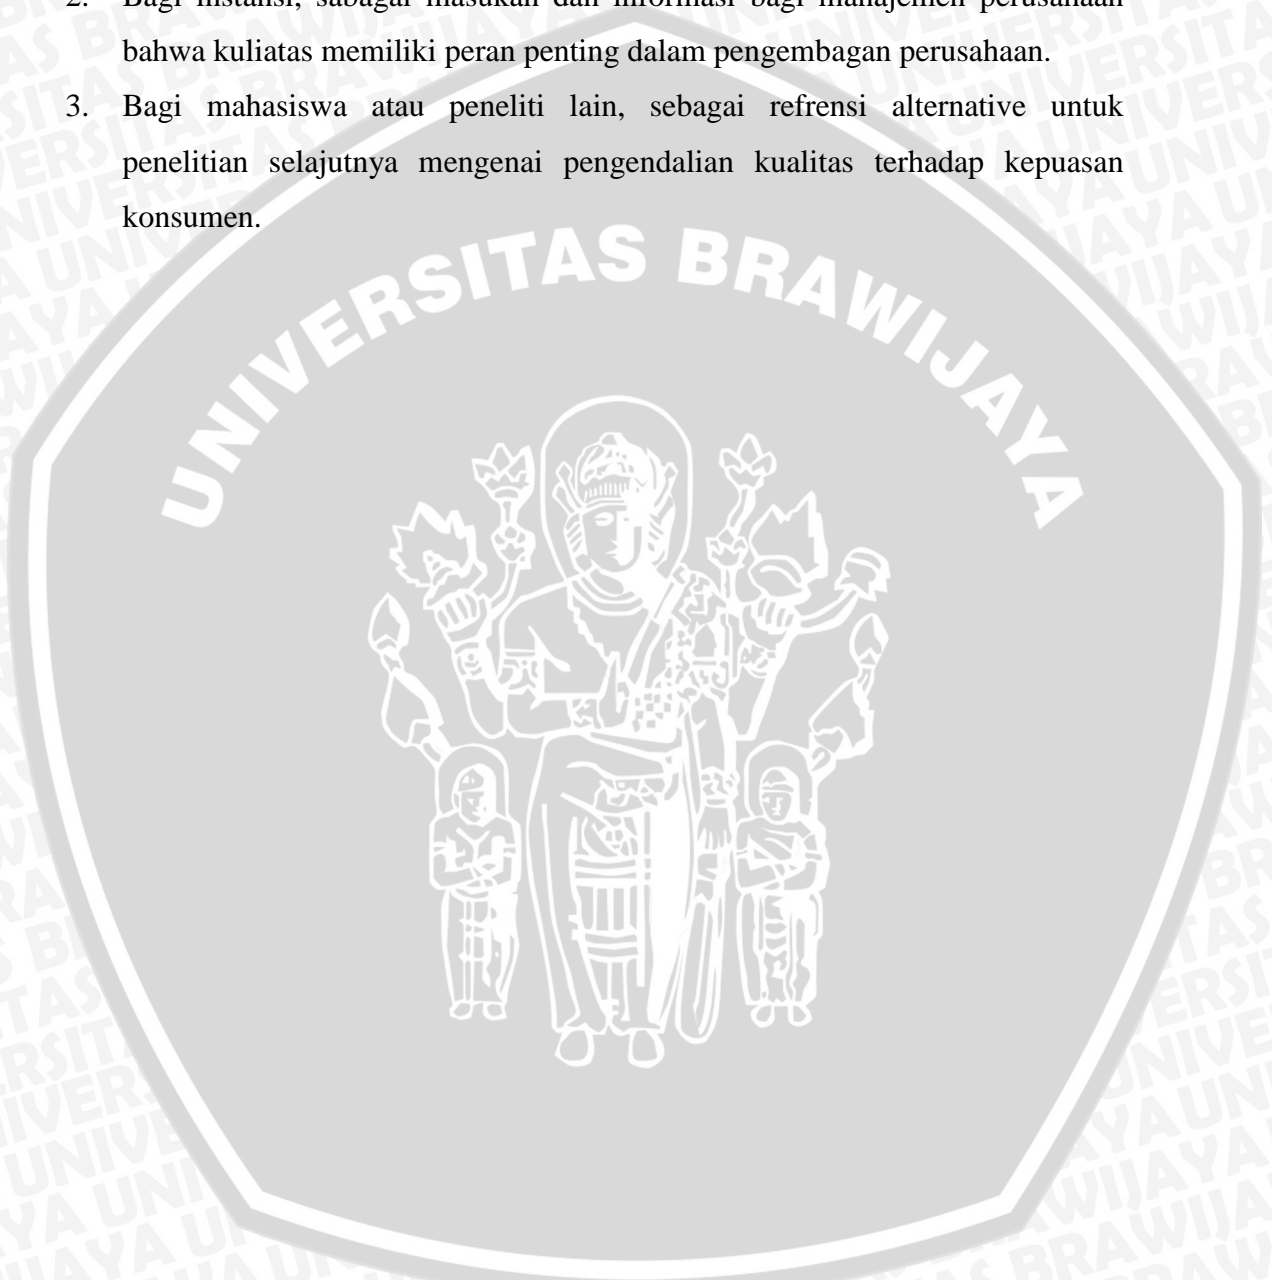 2. Bagi instansi, sabagai masukan dan informasi bagi manajemen perusahaan
bahwa kuliatas memiliki peran penting dalam pengembagan perusahaan.
3. Bagi mahasiswa atau peneliti lain, sebagai refrensi alternative untuk
penelitian selajutnya mengenai pengendalian kualitas terhadap kepuasan
konsumen.
UNIVERSITAS BRAWIJAYA